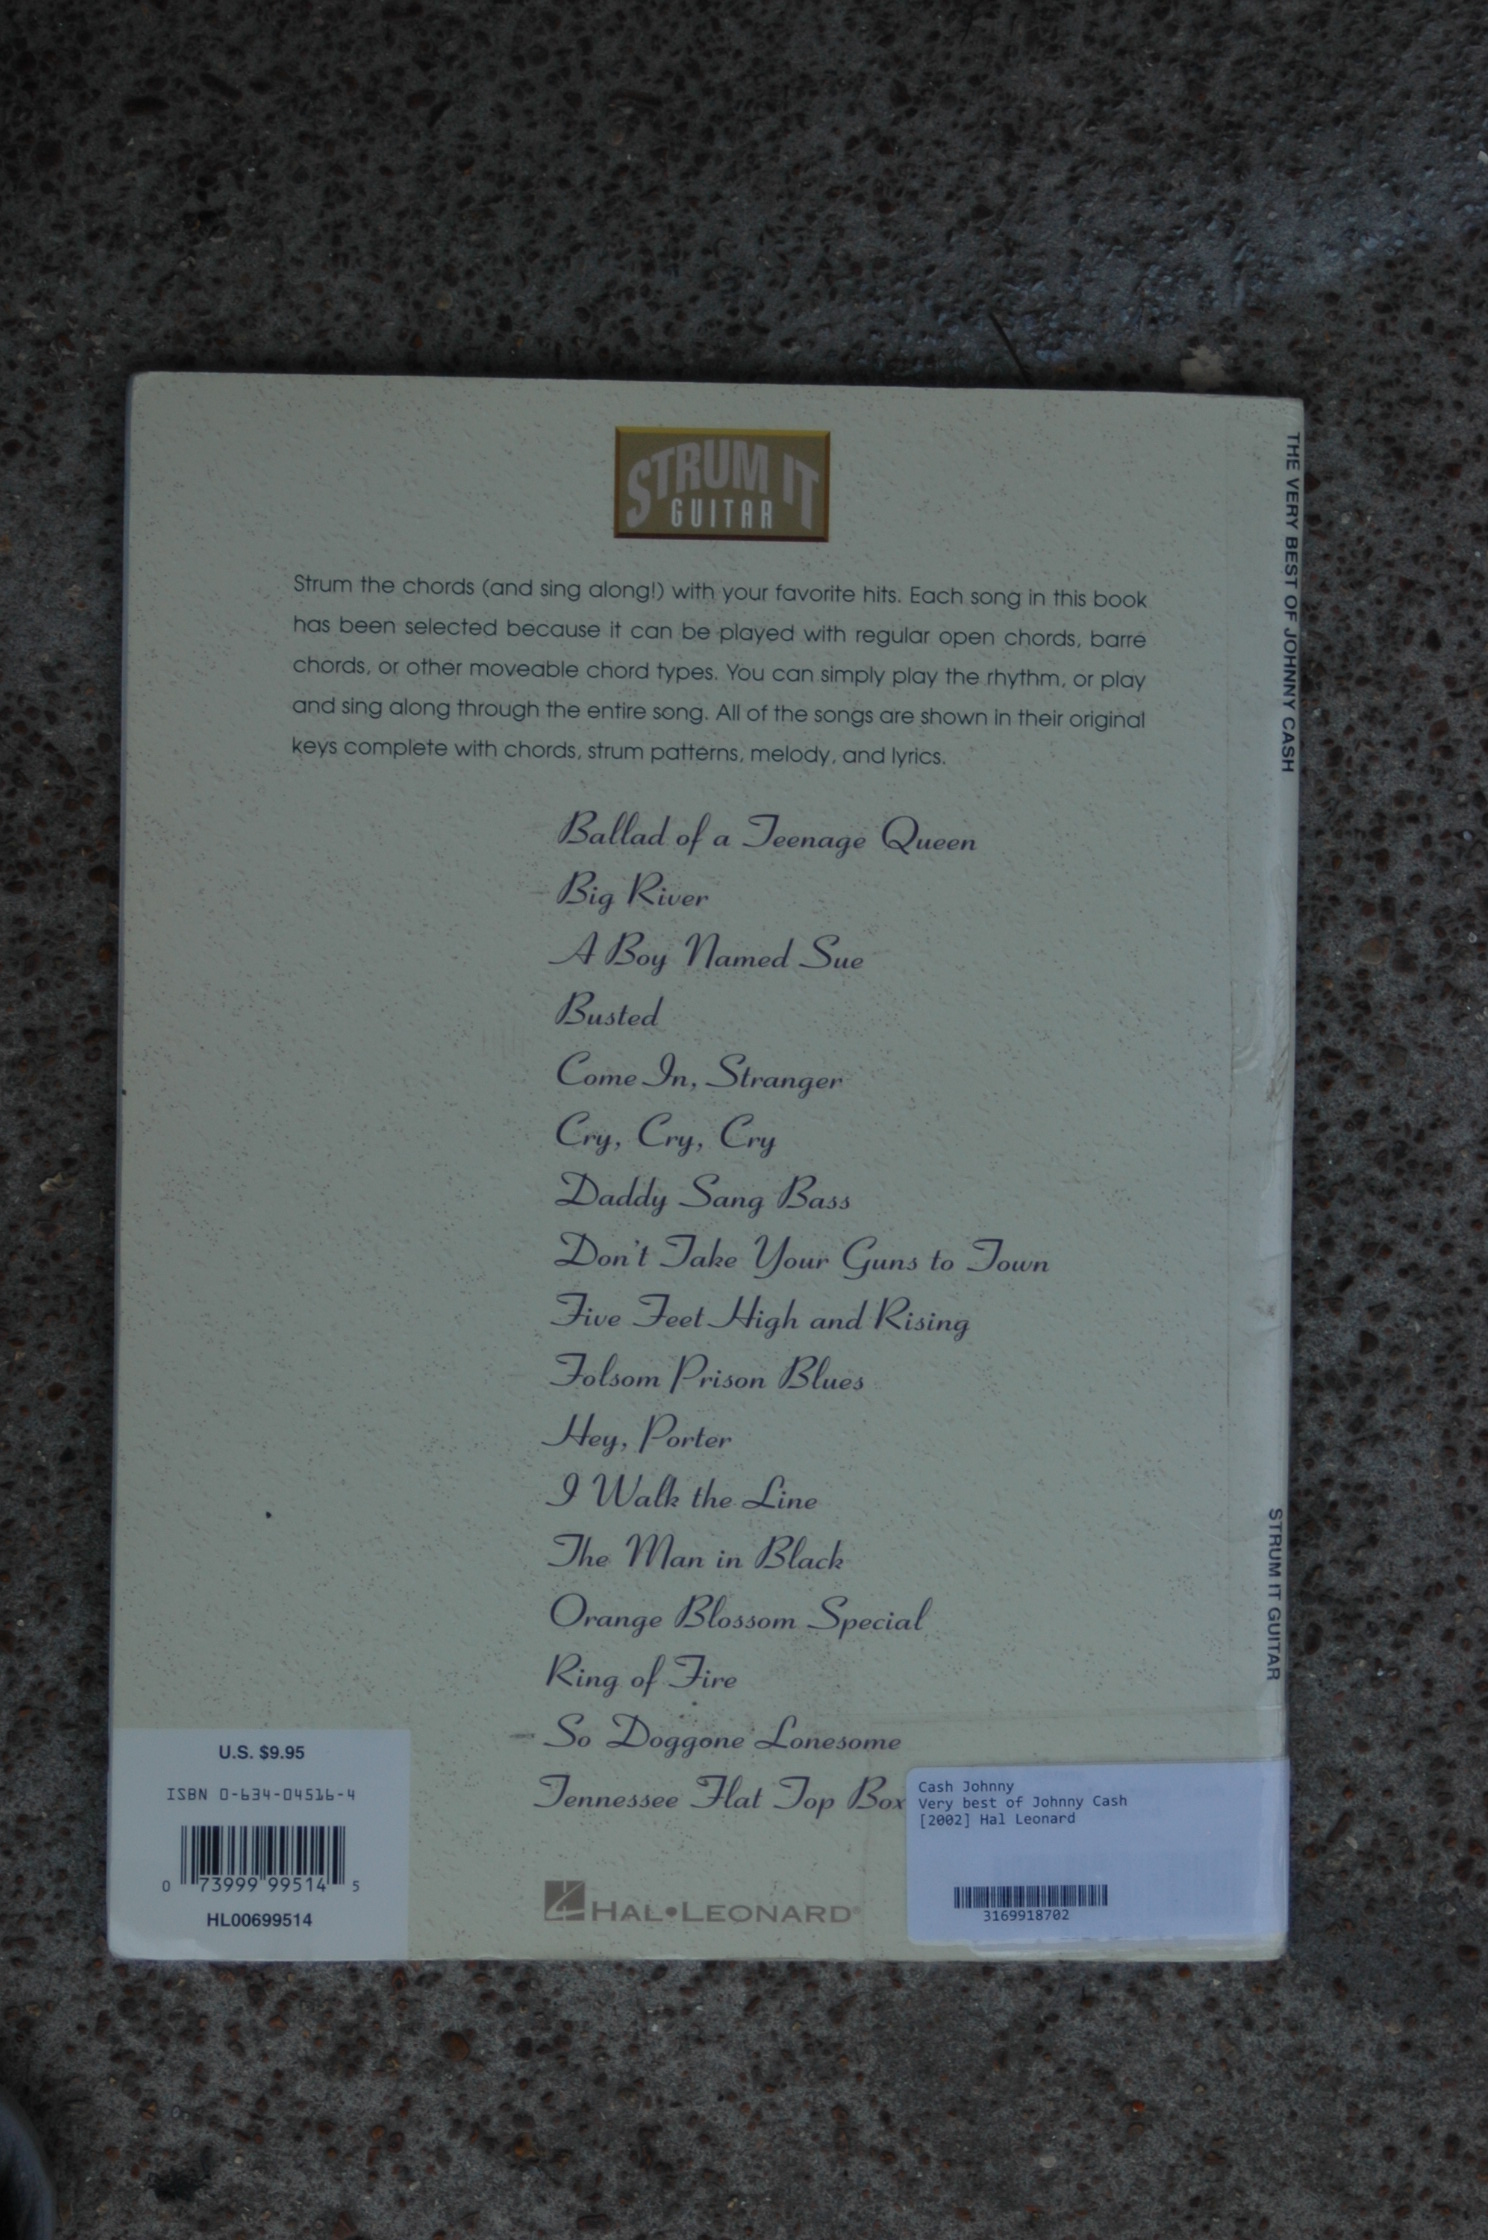 STRUM IT
GUITAR
Strum the chords (and sing along!) with your favorite hits. Each song in this book
has been selected because it can be played with regular open chords, barre
chords, or other moveable chord types. You can simply play the rhythm, or play
and sing along through the entire song. All of the songs are shown in their original
keys complete with chords, strum patterns, melody, and lyrics.
Ballad of a Teenage Queen
Big River
A Boy Named Sue
Busted
Come In, Stranger
Cry, Cry, Cry
Daddy Sang Bass
Don't Take Your Guns to Town
Five Feet High and Rising
Folsom Prison Blues
Hey, Porter
I Walk the Line
The Man in Black
Orange Blossom Special
Ring of Fire
So Doggone Lonesome
Tennessee Flat Top Box
U.S. $9.95
ISBN 0-634-04516-4
0 73999 99514 5
HL00699514
HAL•LEONARD®
Cash Johnny
Very best of Johnny Cash
[2002] Hal Leonard
3169918702
THE VERY BEST OF JOHNNY CASH
STRUM IT GUITAR